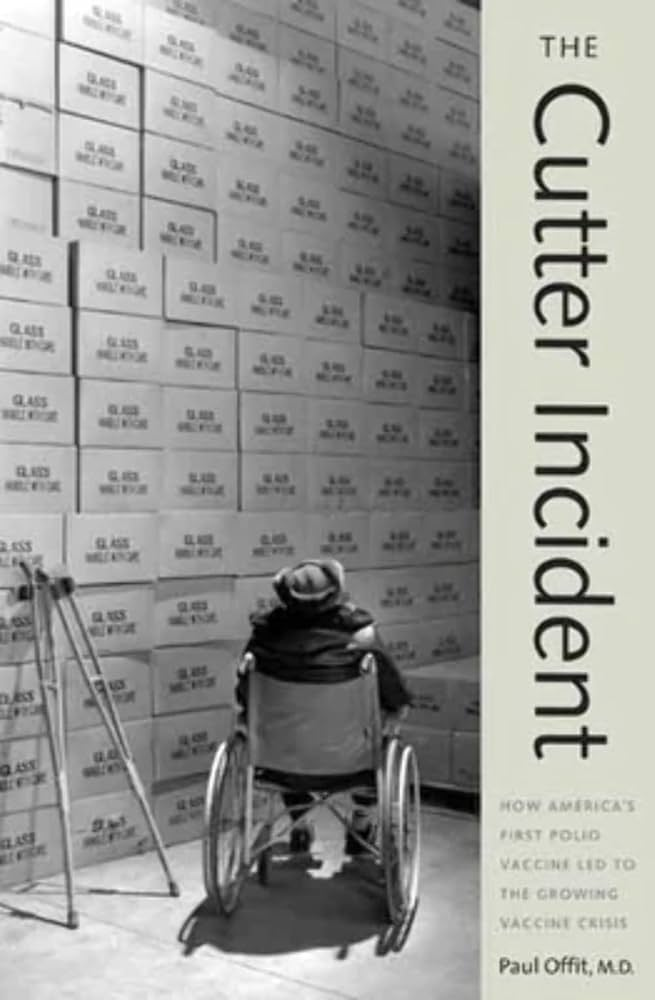 THE
Cutter Incident
HOW AMERICA'S
FIRST POLIO
VACCINE LED TO
THE GROWING
VACCINE CRISIS
Paul Offit, M.D.
GLASS
HANDLE WITH CARE